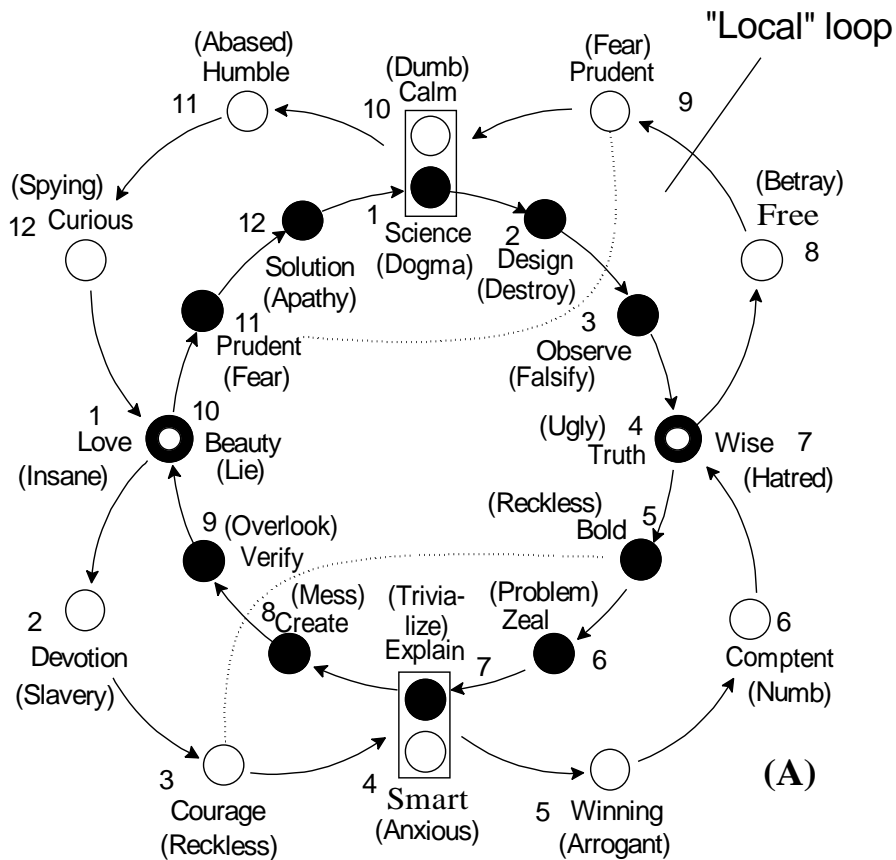 "Local" loop
(Abased)
Humble
11
(Dumb)
Calm
10
(Fear)
Prudent
9
(Spying)
Curious
12
12
Solution
(Apathy)
1
Science
(Dogma)
2
Design
(Destroy)
(Betray)
Free
8
11
Prudent
(Fear)
3
Observe
(Falsify)
1
Love
(Insane)
10
Beauty
(Lie)
(Ugly) 4
Truth
Wise 7
(Hatred)
9 (Overlook)
Verify
(Reckless)
Bold 5
2
Devotion
(Slavery)
(Mess)
8 Create
(Trivia-
lize)
Explain
7
(Problem)
Zeal
6
6
Comptent
(Numb)
3
Courage
(Reckless)
4
Smart
(Anxious)
5
Winning
(Arrogant)
(A)